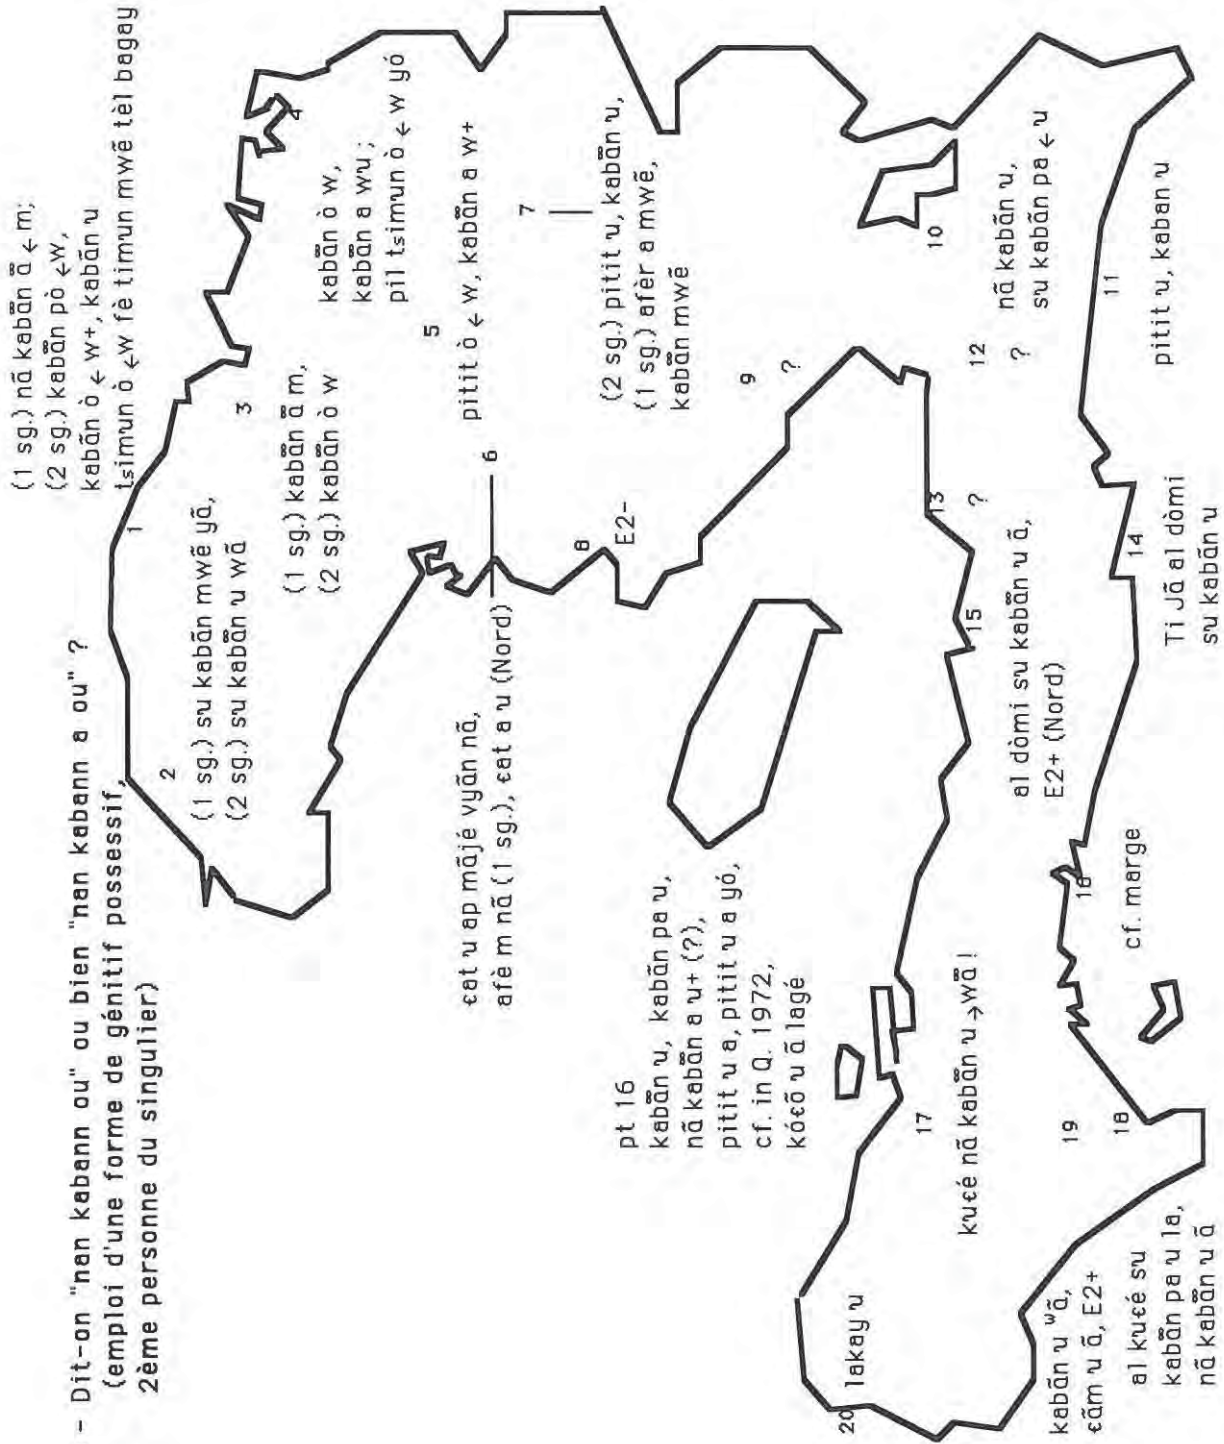 - Dit-on "nan kabann ou" ou bien "nan kabann a ou" ?
(emploi d'une forme de génitif possessif,
2ème personne du singulier)
1
(1 sg.) nã kabãn ã ← m;
(2 sg.) kabãn pò ← w,
kabãn ò ← w+, kabãn u
tsimun ò ← w fè timun mwẽ tèl bagay
2
(1 sg.) su kabãn mwẽ yã,
(2 sg.) su kabãn u wã
3
(1 sg.) kabãn ã m,
(2 sg.) kabãn ò w
4
kabãn ò w,
kabãn a wu ;
pil tsimun ò ← w yó
5
pitit ò ← w, kabãn a w+
6
εat u ap mãjé vyãn nã,
afè m nã (1 sg.), εat a u (Nord)
7
(2 sg.) pitit u, kabãn u,
(1 sg.) afèr a mwẽ,
kabãn mwẽ
8
E2-
9
?
10
nã kabãn u,
su kabãn pa ← u
11
pitit u, kaban u
12
?
13
?
14
Ti Jã al dòmi
su kabãn u
15
al dòmi su kabãn u ã,
E2+ (Nord)
16
cf. marge
pt 16
kabãn u, kabãn pa u,
nã kabãn a u+ (?),
pitit u a, pitit u a yó,
cf. in Q. 1972,
kóεõ u ã lagé
17
kuεé nã kabãn u →wã !
18
al kuεé su
kabãn pa u la,
nã kabãn u ã
19
kabãn u ʷã,
εãm u ã, E2+
20
lakay u